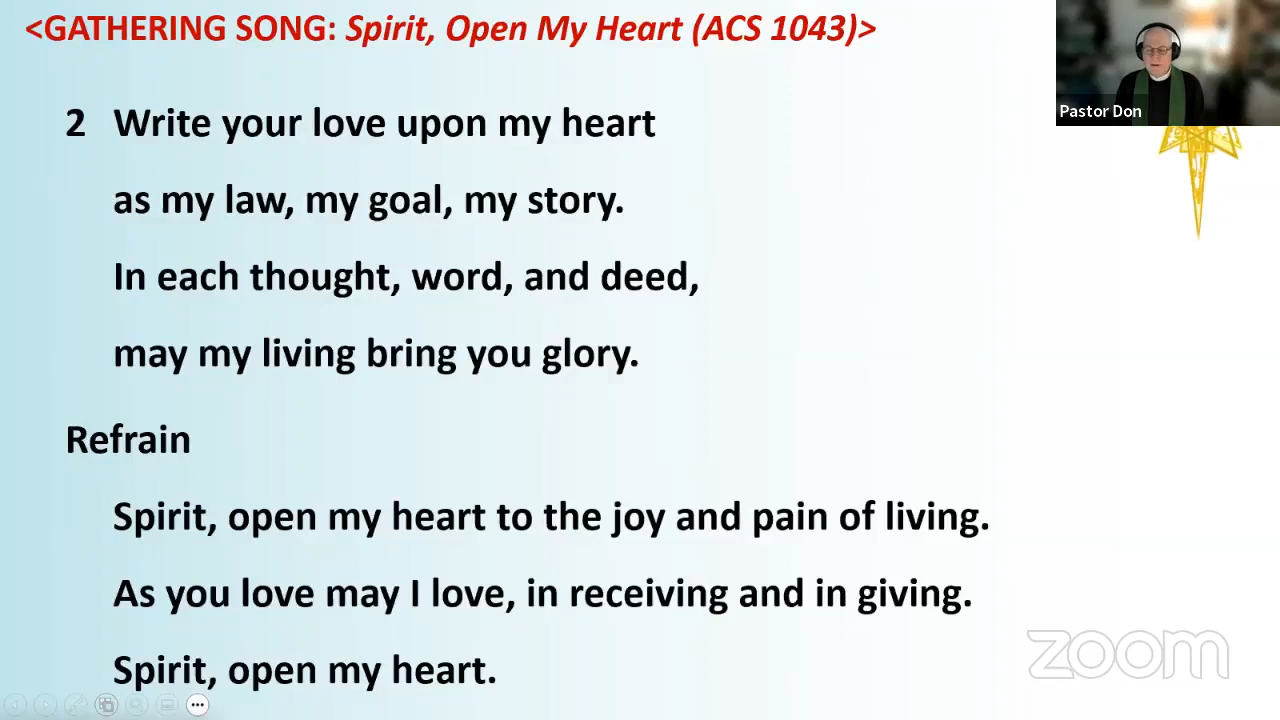 <GATHERING SONG: Spirit, Open My Heart (ACS 1043)>
Pastor Don
2 Write your love upon my heart
as my law, my goal, my story.
In each thought, word, and deed,
may my living bring you glory.
Refrain
Spirit, open my heart to the joy and pain of living.
As you love may I love, in receiving and in giving.
Spirit, open my heart.
zoom